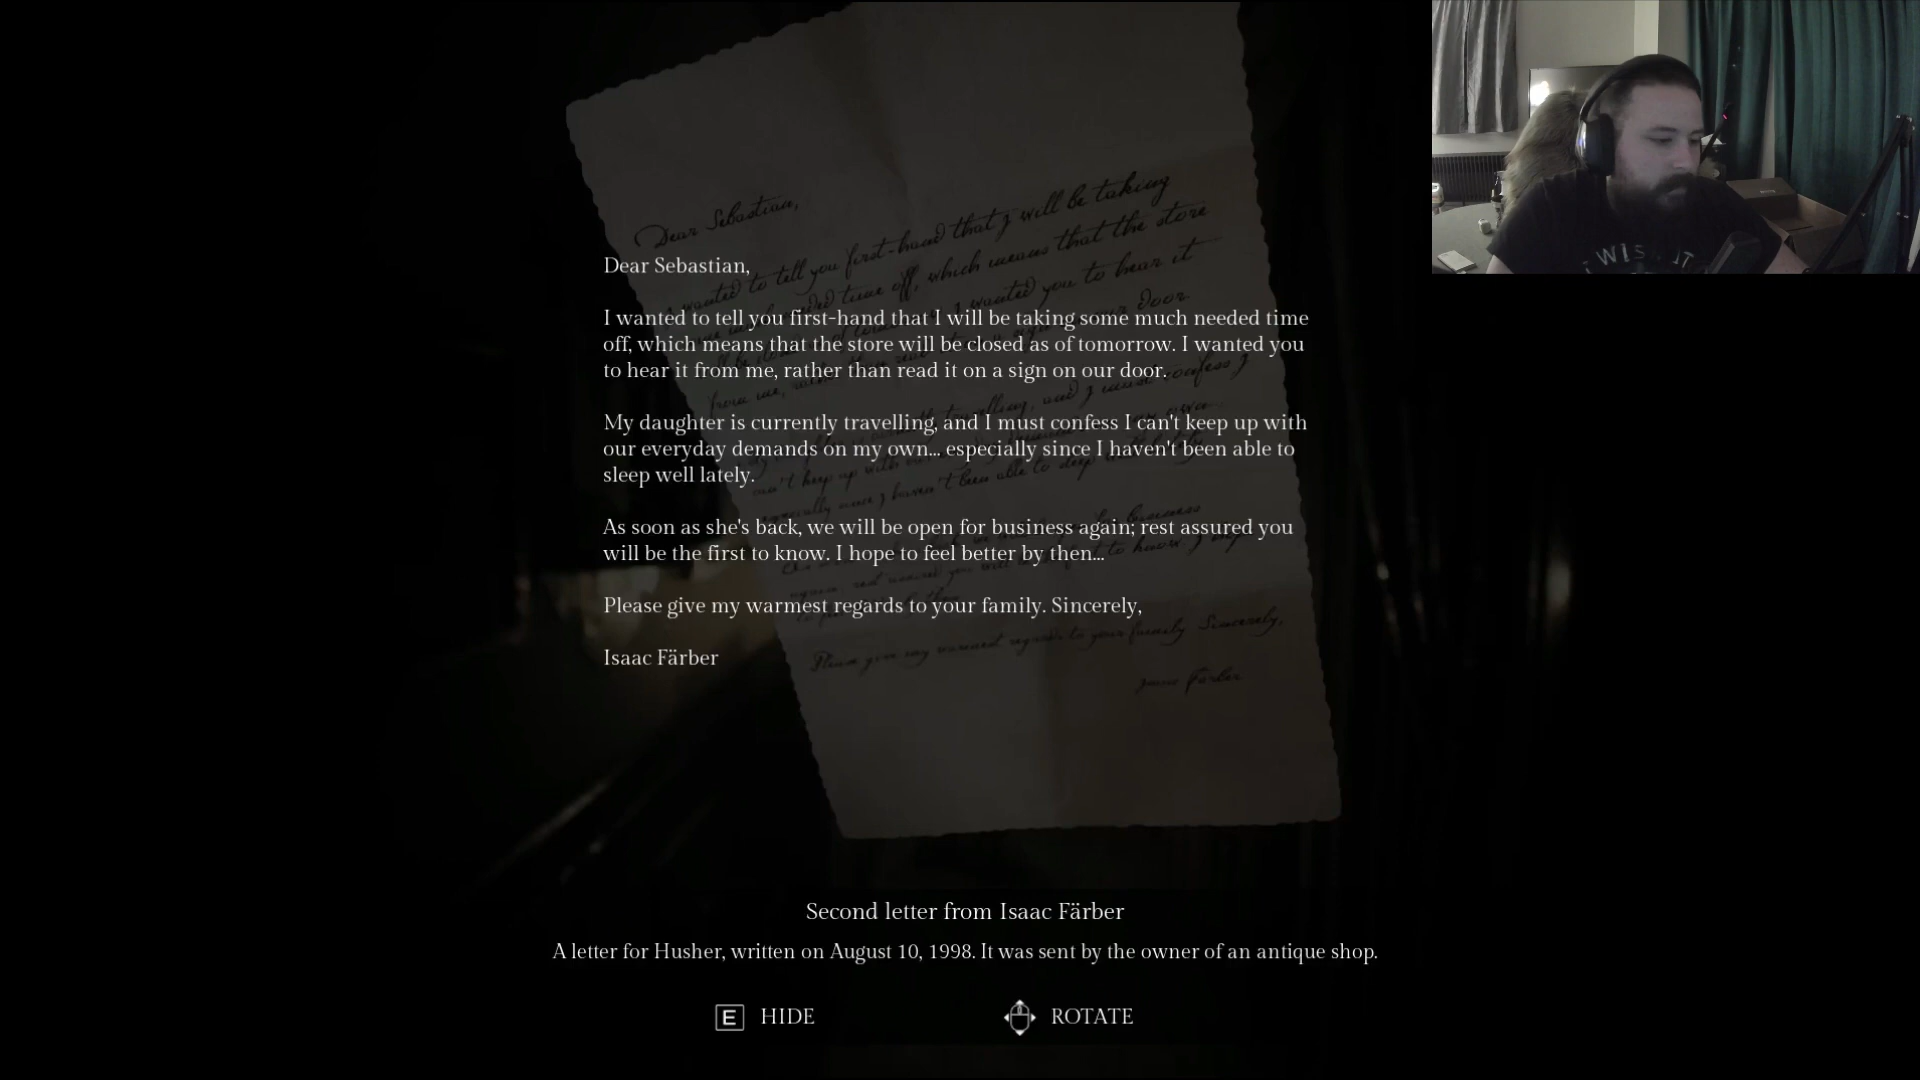 Dear Sebastian,
Dear Sebastian,
I wanted to tell you first-hand that I will be taking some much needed time
off, which means that the store will be closed as of tomorrow. I wanted you
to hear it from me, rather than read it on a sign on our door.
My daughter is currently travelling, and I must confess I can't keep up with
our everyday demands on my own... especially since I haven't been able to
sleep well lately.
As soon as she's back, we will be open for business again; rest assured you
will be the first to know. I hope to feel better by then...
Please give my warmest regards to your family. Sincerely,
Isaac Färber
Second letter from Isaac Färber
A letter for Husher, written on August 10, 1998. It was sent by the owner of an antique shop.
E HIDE
ROTATE